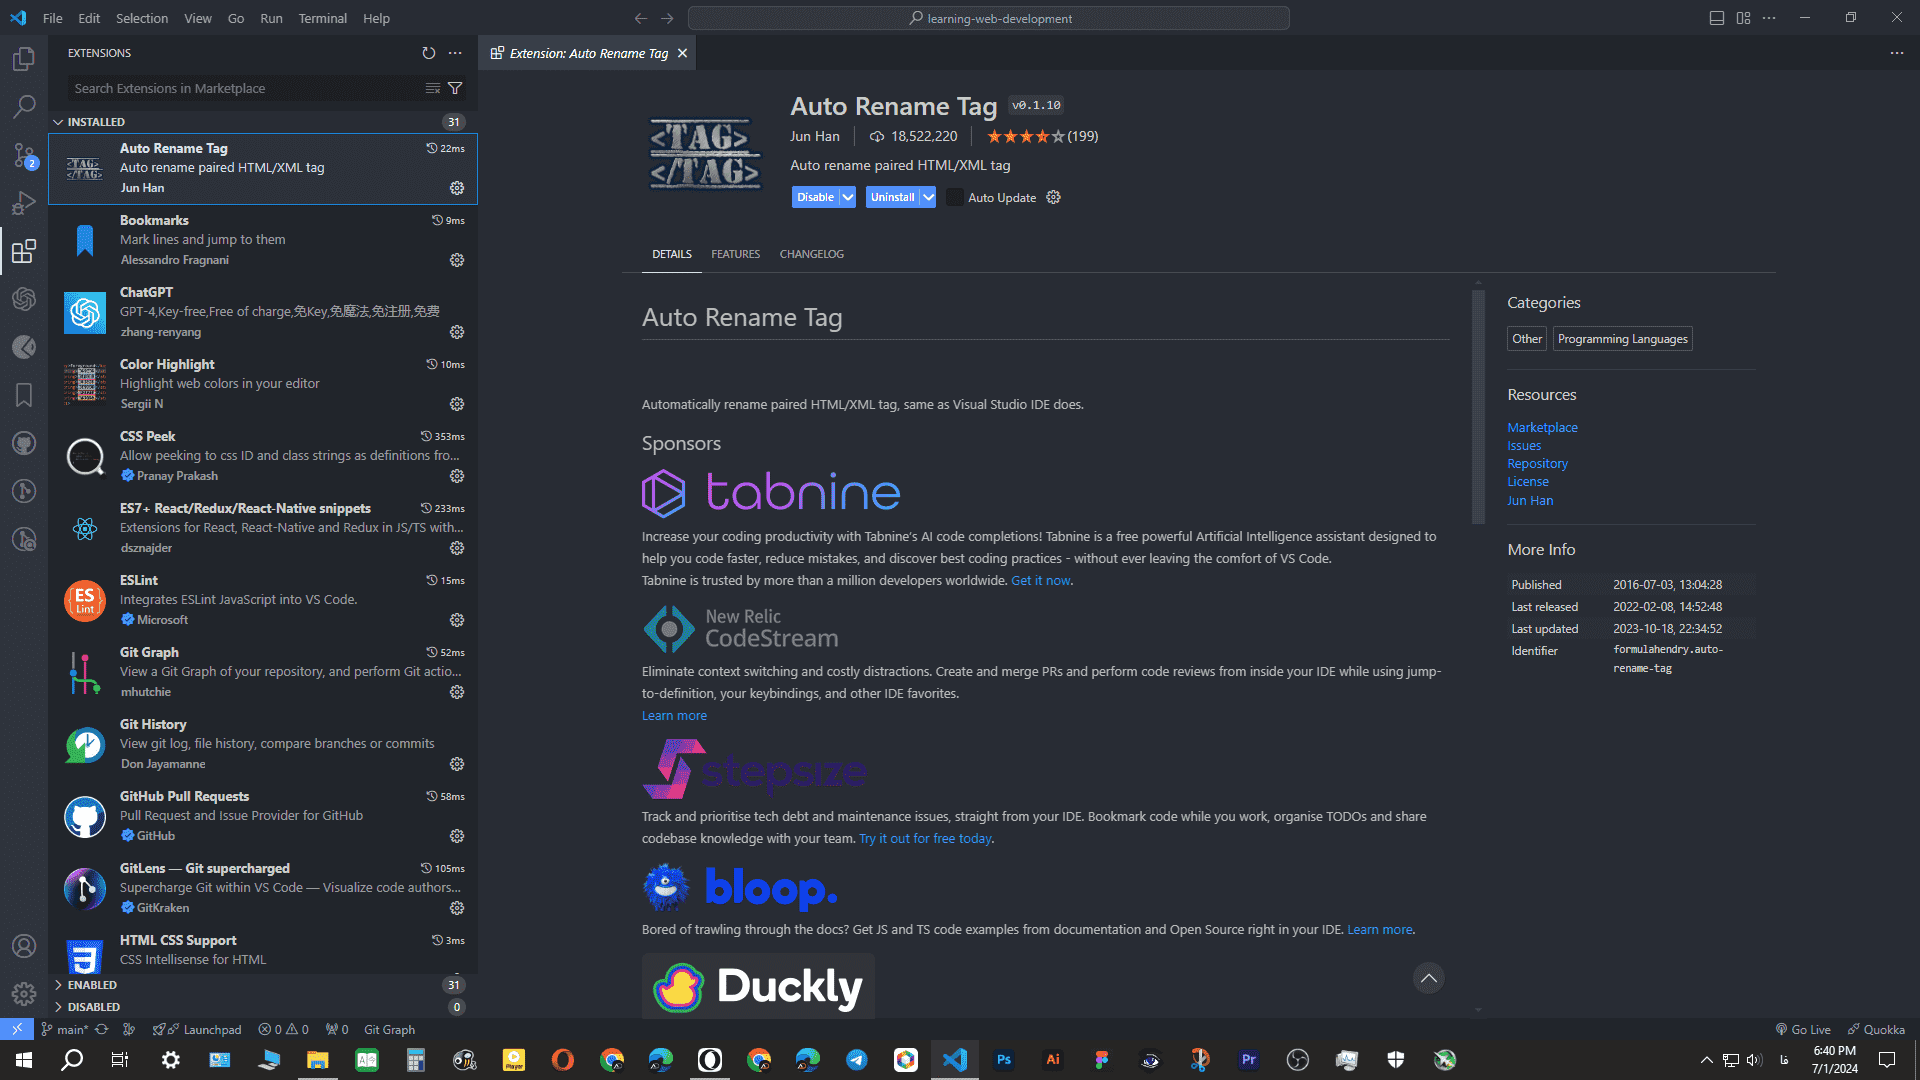 File Edit Selection View Go Run Terminal Help
learning-web-development
EXTENSIONS
Search Extensions in Marketplace
INSTALLED 31
Auto Rename Tag 22ms
Auto rename paired HTML/XML tag
Jun Han
Bookmarks 9ms
Mark lines and jump to them
Alessandro Fragnani
ChatGPT
GPT-4,Key-free,Free of charge,免Key,免魔法,免注册,免费
zhang-renyang
Color Highlight 10ms
Highlight web colors in your editor
Sergii N
CSS Peek 353ms
Allow peeking to css ID and class strings as definitions fro...
Pranay Prakash
ES7+ React/Redux/React-Native snippets 233ms
Extensions for React, React-Native and Redux in JS/TS with...
dsznajder
ESLint 15ms
Integrates ESLint JavaScript into VS Code.
Microsoft
Git Graph 52ms
View a Git Graph of your repository, and perform Git actio...
mhutchie
Git History
View git log, file history, compare branches or commits
Don Jayamanne
GitHub Pull Requests 58ms
Pull Request and Issue Provider for GitHub
GitHub
GitLens — Git supercharged 105ms
Supercharge Git within VS Code — Visualize code authors...
GitKraken
HTML CSS Support 3ms
CSS Intellisense for HTML
ENABLED 31
DISABLED 0
2
ES
Lint
Extension: Auto Rename Tag
<TAG>
</TAG>
Auto Rename Tag v0.1.10
Jun Han 18,522,220 (199)
Auto rename paired HTML/XML tag
Disable Uninstall Auto Update
DETAILS FEATURES CHANGELOG
Auto Rename Tag
Automatically rename paired HTML/XML tag, same as Visual Studio IDE does.
Sponsors
tabnine
Increase your coding productivity with Tabnine's AI code completions! Tabnine is a free powerful Artificial Intelligence assistant designed to
help you code faster, reduce mistakes, and discover best coding practices - without ever leaving the comfort of VS Code.
Tabnine is trusted by more than a million developers worldwide. Get it now.
New Relic
CodeStream
Eliminate context switching and costly distractions. Create and merge PRs and perform code reviews from inside your IDE while using jump-
to-definition, your keybindings, and other IDE favorites.
Learn more
stepsize
Track and prioritise tech debt and maintenance issues, straight from your IDE. Bookmark code while you work, organise TODOs and share
codebase knowledge with your team. Try it out for free today.
bloop.
Bored of trawling through the docs? Get JS and TS code examples from documentation and Open Source right in your IDE. Learn more.
Duckly
Categories
Other Programming Languages
Resources
Marketplace
Issues
Repository
License
Jun Han
More Info
Published 2016-07-03, 13:04:28
Last released 2022-02-08, 14:52:48
Last updated 2023-10-18, 22:34:52
Identifier formulahendry.auto-
rename-tag
main* Launchpad 0 0 0 Git Graph Go Live Quokka
Player Ps Ai Pr فا
6:40 PM
7/1/2024